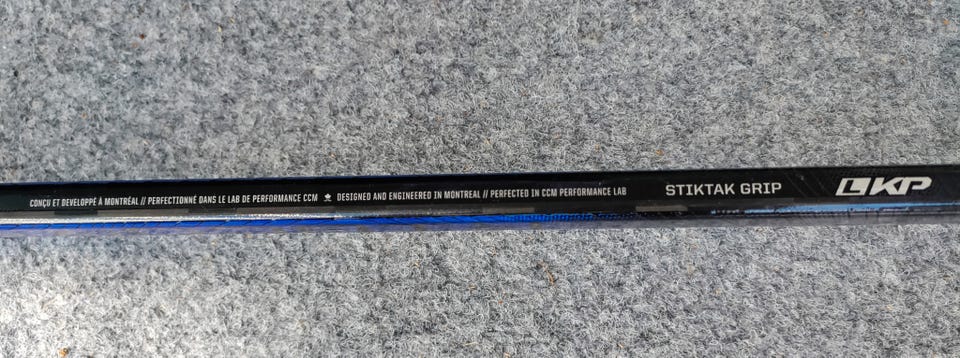 CONÇU ET DEVELOPPÉ À MONTRÉAL // PERFECTIONNÉ DANS LE LAB DE PERFORMANCE CCM DESIGNED AND ENGINEERED IN MONTREAL // PERFECTED IN CCM PERFORMANCE LAB STIKTAK GRIP LKP